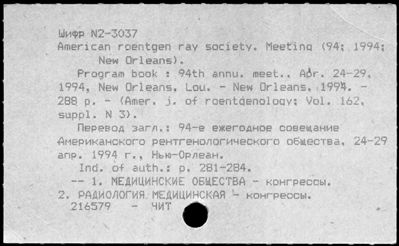 Шифр N2-3037
American roentgen ray society. Meeting (94; 1994;
New Orleans).
Program book : 94th annu. meet., Apr. 24-29,
1994, New Orleans, Lou. - New Orleans, 1994. -
288 p. - (Amer. j. of roentgenology; Vol. 162,
suppl. N 3).
Перевод загл.: 94-е ежегодное совещание
Американского рентгенологического общества, 24-29
апр. 1994 г., Нью-Орлеан.
Ind. of auth.: p. 281-284.
-- 1. МЕДИЦИНСКИЕ ОБЩЕСТВА - конгрессы.
2. РАДИОЛОГИЯ МЕДИЦИНСКАЯ - конгрессы.
216579 - ЧИТ